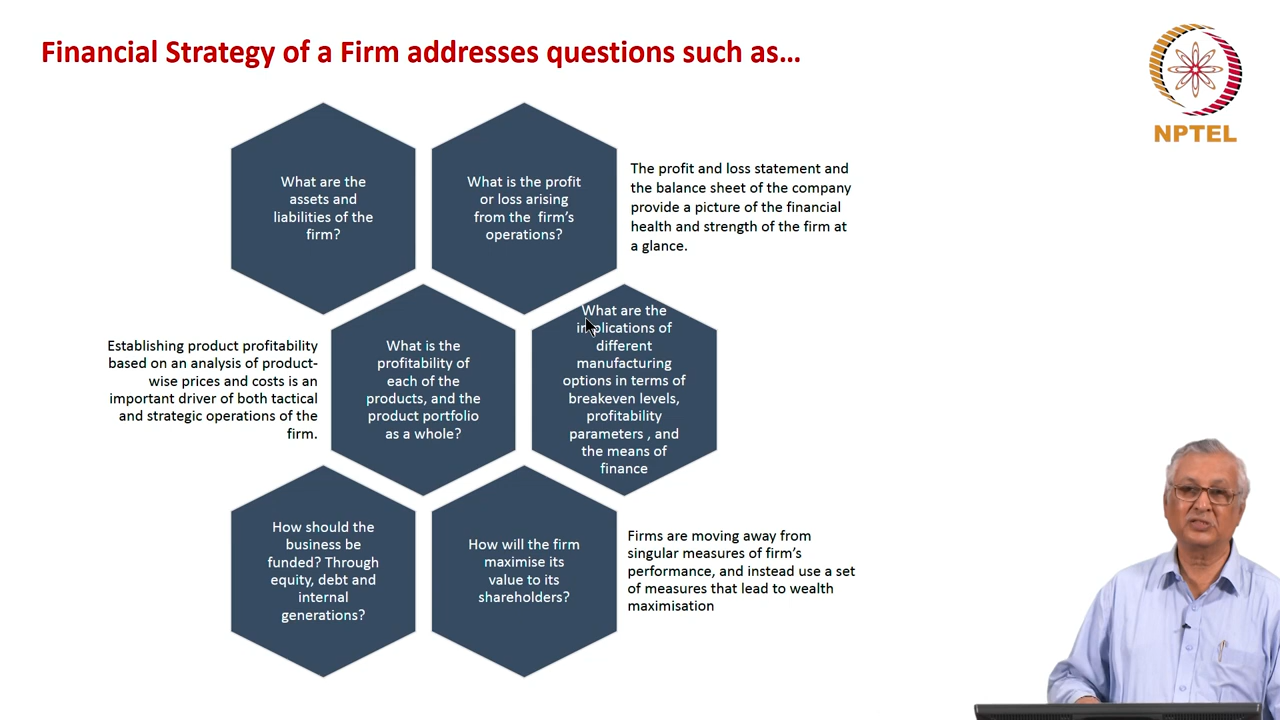 Financial Strategy of a Firm addresses questions such as…
NPTEL
What are the
assets and
liabilities of the
firm?
What is the profit
or loss arising
from the firm’s
operations?
The profit and loss statement and
the balance sheet of the company
provide a picture of the financial
health and strength of the firm at
a glance.
Establishing product profitability
based on an analysis of product-
wise prices and costs is an
important driver of both tactical
and strategic operations of the
firm.
What is the
profitability of
each of the
products, and the
product portfolio
as a whole?
What are the
implications of
different
manufacturing
options in terms of
breakeven levels,
profitability
parameters , and
the means of
finance
How should the
business be
funded? Through
equity, debt and
internal
generations?
How will the firm
maximise its
value to its
shareholders?
Firms are moving away from
singular measures of firm’s
performance, and instead use a set
of measures that lead to wealth
maximisation